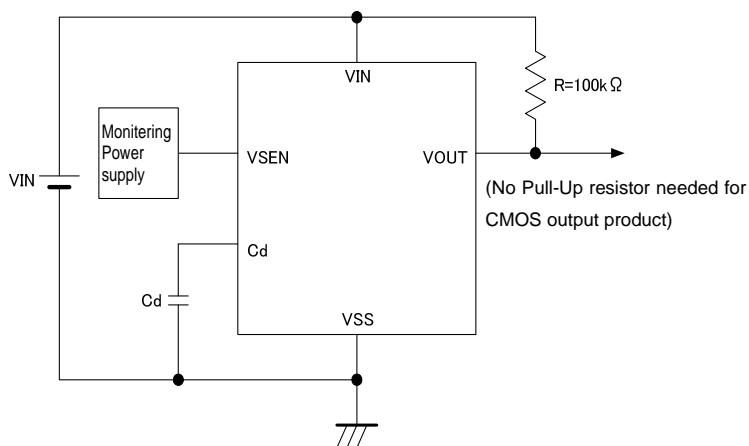 VIN
R=100kΩ
Monitering
Power
supply
VSEN
VOUT
VIN
(No Pull-Up resistor needed for
CMOS output product)
Cd
Cd
VSS